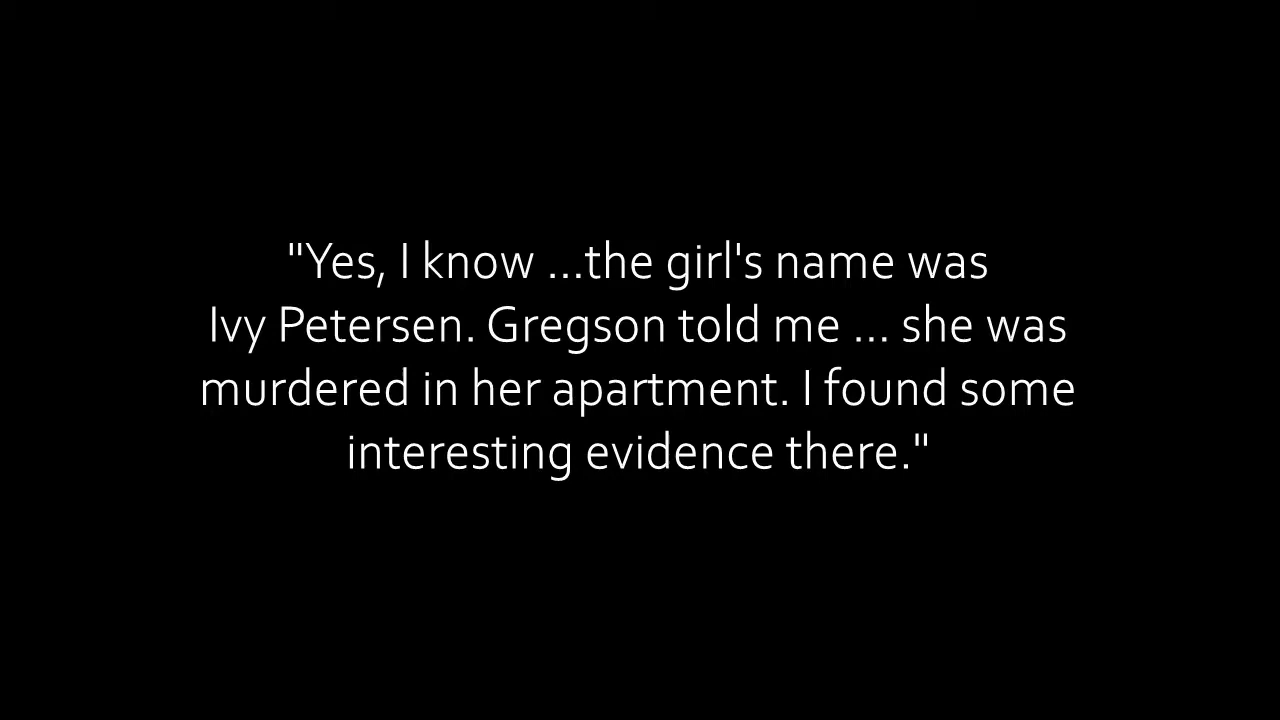 "Yes, I know ...the girl's name was
Ivy Petersen. Gregson told me ... she was
murdered in her apartment. I found some
interesting evidence there."